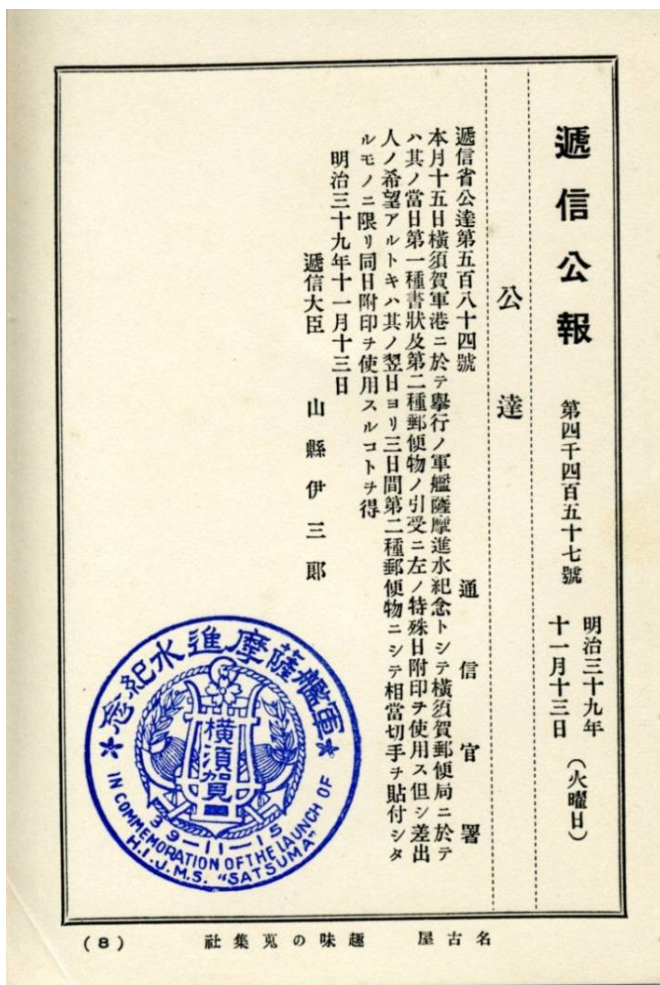 遞信公報 第四千四百五十七號
明治三十九年
十一月十三日
(火曜日)
公達
遞信省公達第五百八十四號
通信官署
本月十五日橫須賀軍港ニ於テ擧行ノ軍艦薩摩進水紀念トシテ橫須賀郵便局ニ於テ
ハ其ノ當日第一種書狀及第二種郵便物ノ引受ニ左ノ特殊日附印ヲ使用ス但シ差出
人ノ希望アルトキハ其ノ翌日ヨリ三日間第二種郵便物ニシテ相當切手ヲ貼付シタ
ルモノニ限リ同日附印ヲ使用スルコトヲ得
明治三十九年十一月十三日
遞信大臣 山縣伊三郎
軍艦薩摩進水紀念
橫須賀
39-11-15
IN COMMEMORATION OF THE LAUNCH OF
H.I.J.M.S. "SATSUMA"
名古屋 趣味の蒐集社
(8)